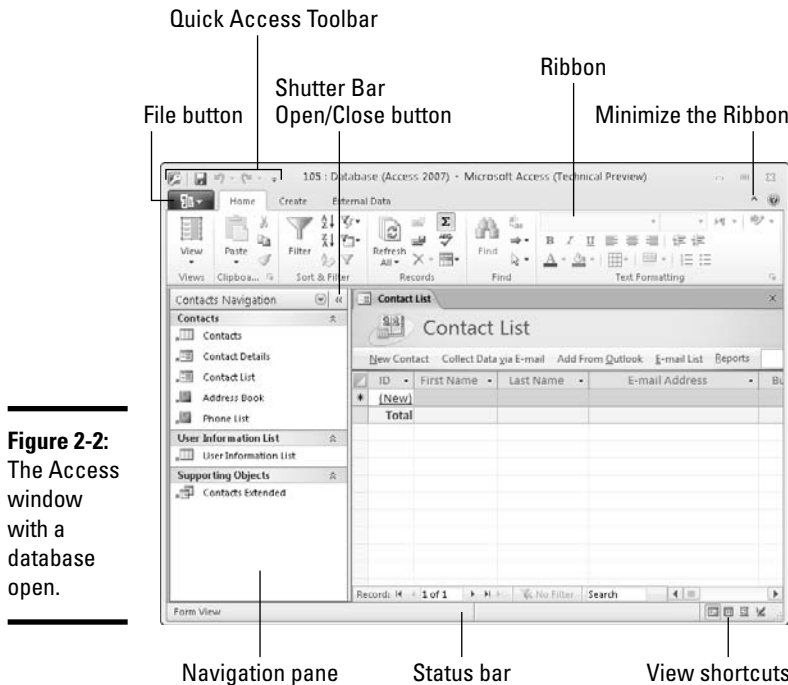 Quick Access Toolbar
Ribbon
Shutter Bar
File button Open/Close button Minimize the Ribbon
105 : Database (Access 2007) - Microsoft Access (Technical Preview)
Home Create External Data
View Paste Filter Refresh All Find
Views Clipboa... Sort & Filter Records Find Text Formatting
Contacts Navigation
Contacts
Contacts
Contact Details
Contact List
Address Book
Phone List
User Information List
User Information List
Supporting Objects
Contacts Extended
Contact List
Contact List
New Contact Collect Data via E-mail Add From Outlook E-mail List Reports
ID First Name Last Name E-mail Address Bu
(New)
Total
Record: 1 of 1 No Filter Search
Form View
Figure 2-2:
The Access
window
with a
database
open.
Navigation pane Status bar View shortcuts